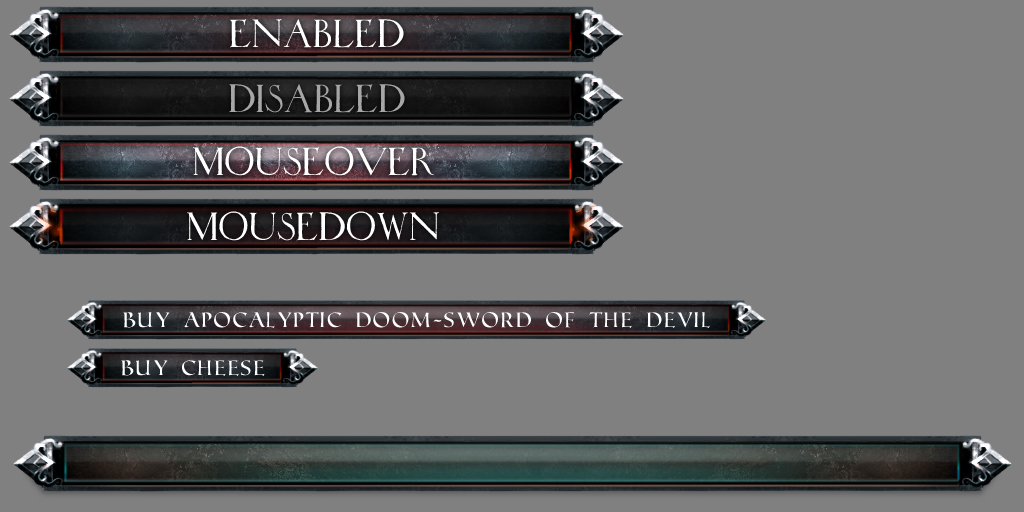 ENABLED
DISABLED
MOUSEOVER
MOUSEDOWN
BUY APOCALYPTIC DOOM-SWORD OF THE DEVIL
BUY CHEESE